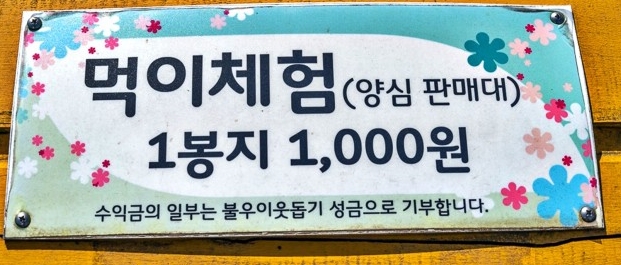 먹이체험(양심 판매대)
1봉지 1,000원
수익금의 일부는 불우이웃돕기 성금으로 기부합니다.